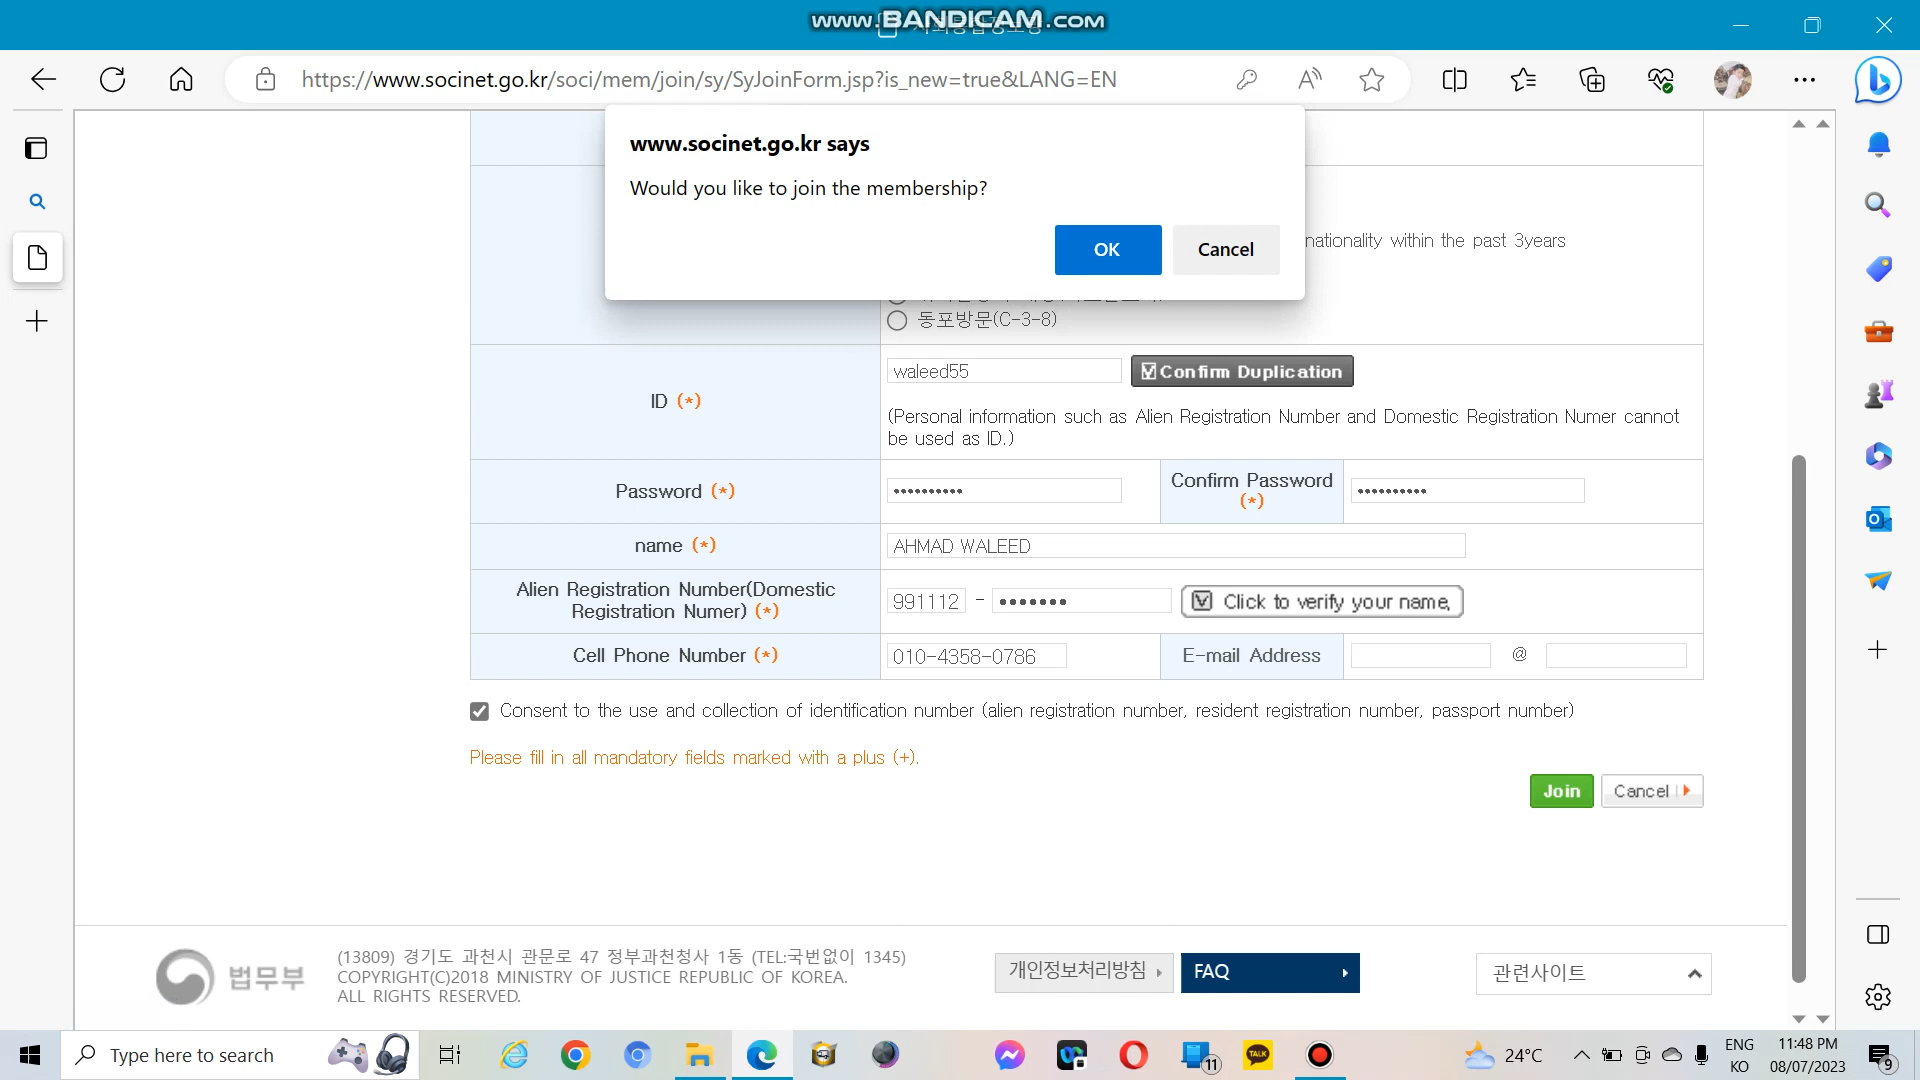 www.BANDICAM.com
https://www.socinet.go.kr/soci/mem/join/sy/SyJoinForm.jsp?is_new=true&LANG=EN
www.socinet.go.kr says
Would you like to join the membership?
OK
Cancel
nationality within the past 3years
동포방문(C-3-8)
ID (*)
waleed55
Confirm Duplication
(Personal information such as Alien Registration Number and Domestic Registration Numer cannot
be used as ID.)
Password (*)
••••••••••
Confirm Password
(*)
••••••••••
name (*)
AHMAD WALEED
Alien Registration Number(Domestic
Registration Numer) (*)
991112 - •••••••
Click to verify your name.
Cell Phone Number (*)
010-4358-0786
E-mail Address
@
Consent to the use and collection of identification number (alien registration number, resident registration number, passport number)
Please fill in all mandatory fields marked with a plus (+).
Join
Cancel
법무부
(13809) 경기도 과천시 관문로 47 정부과천청사 1동 (TEL:국번없이 1345)
COPYRIGHT(C)2018 MINISTRY OF JUSTICE REPUBLIC OF KOREA.
ALL RIGHTS RESERVED.
개인정보처리방침
FAQ
관련사이트
Type here to search
TALK
11
24°C
ENG
KO
11:48 PM
08/07/2023
9